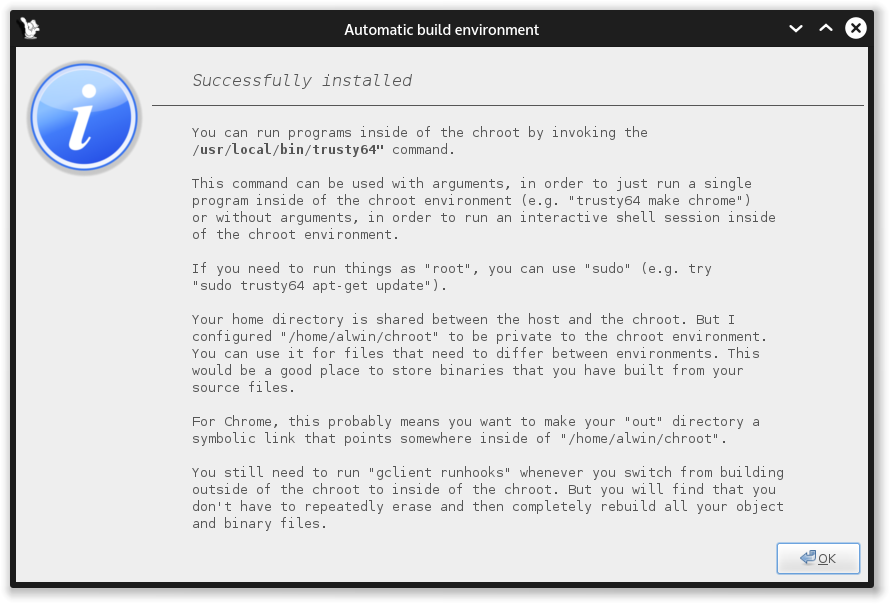 Automatic build environment
Successfully installed
You can run programs inside of the chroot by invoking the
/usr/local/bin/trusty64" command.
This command can be used with arguments, in order to just run a single
program inside of the chroot environment (e.g. "trusty64 make chrome")
or without arguments, in order to run an interactive shell session inside
of the chroot environment.
If you need to run things as "root", you can use "sudo" (e.g. try
"sudo trusty64 apt-get update").
Your home directory is shared between the host and the chroot. But I
configured "/home/alwin/chroot" to be private to the chroot environment.
You can use it for files that need to differ between environments. This
would be a good place to store binaries that you have built from your
source files.
For Chrome, this probably means you want to make your "out" directory a
symbolic link that points somewhere inside of "/home/alwin/chroot".
You still need to run "gclient runhooks" whenever you switch from building
outside of the chroot to inside of the chroot. But you will find that you
don't have to repeatedly erase and then completely rebuild all your object
and binary files.
OK